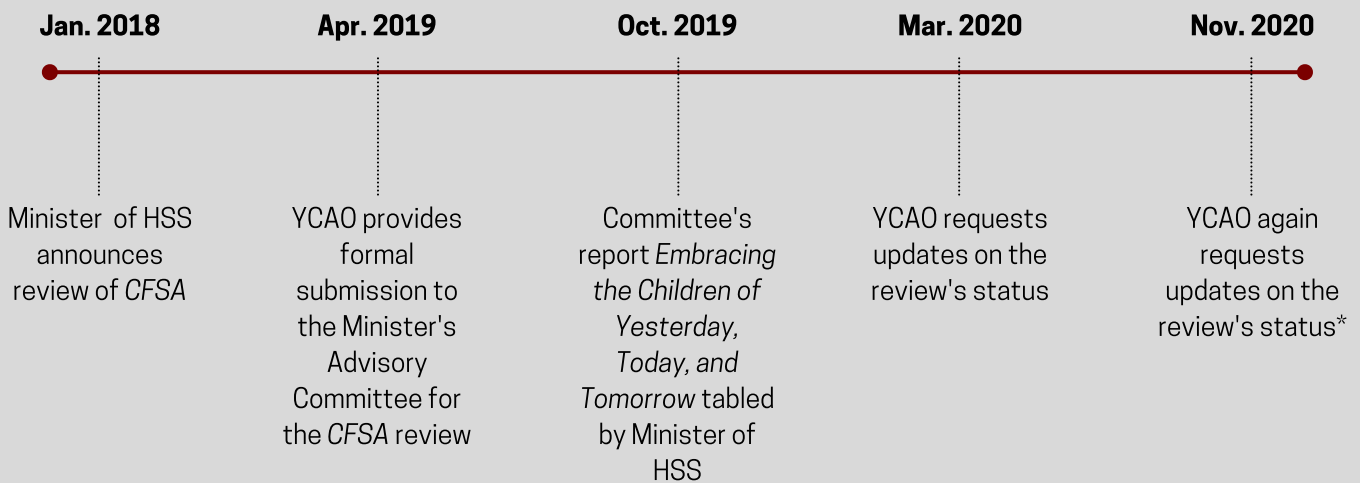 Jan. 2018
Apr. 2019
Oct. 2019
Mar. 2020
Nov. 2020
Minister of HSS
announces
review of CFSA
YCAO provides
formal
submission to
the Minister's
Advisory
Committee for
the CFSA review
Committee's
report Embracing
the Children of
Yesterday,
Today, and
Tomorrow tabled
by Minister of
HSS
YCAO requests
updates on the
review's status
YCAO again
requests
updates on the
review's status*